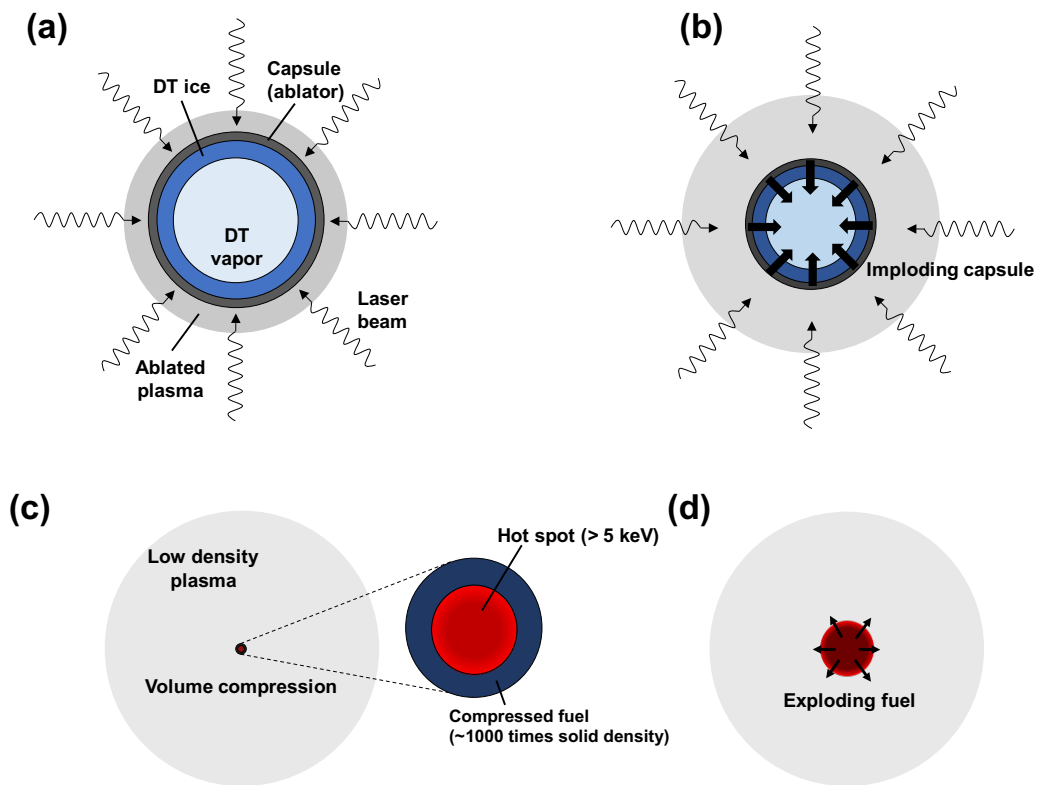 (a)
DT ice
Capsule
(ablator)
DT
vapor
Laser
beam
Ablated
plasma
(b)
Imploding capsule
(c)
Low density
plasma
Volume compression
Hot spot (> 5 keV)
Compressed fuel
(~1000 times solid density)
(d)
Exploding fuel